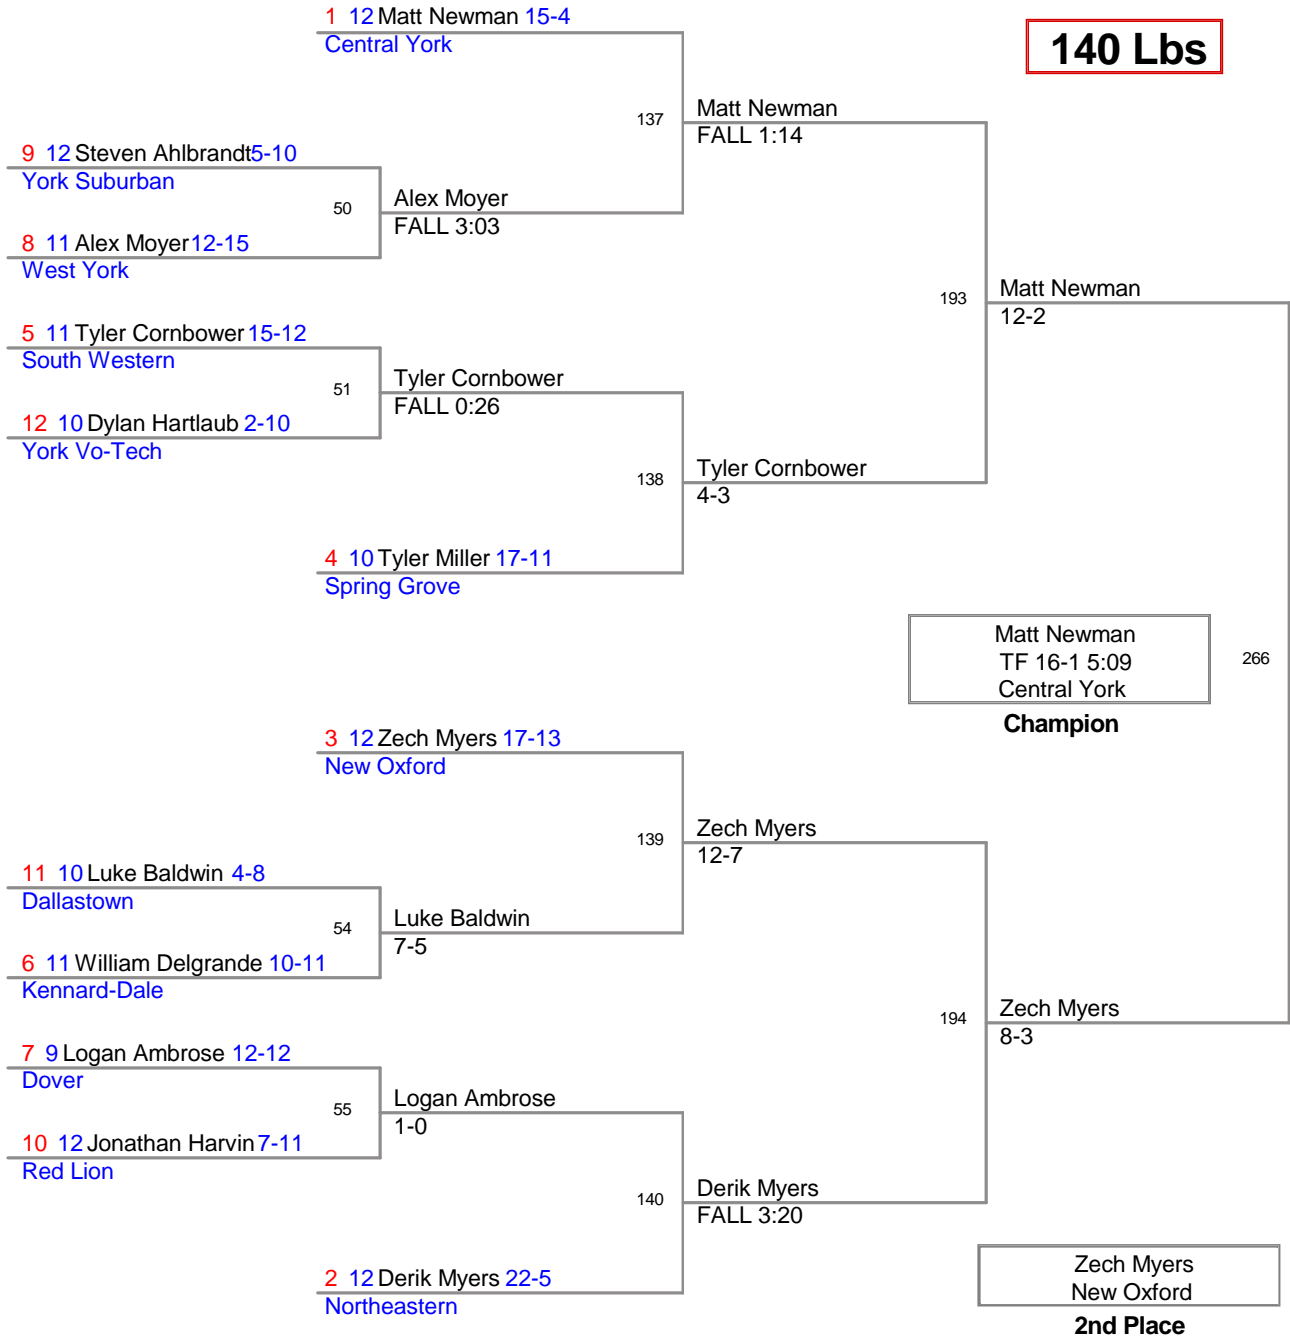 1 12 Matt Newman 15-4
Central York
140 Lbs
137
Matt Newman
FALL 1:14
9 12 Steven Ahlbrandt 5-10
York Suburban
50
Alex Moyer
FALL 3:03
8 11 Alex Moyer 12-15
West York
193
Matt Newman
12-2
5 11 Tyler Cornbower 15-12
South Western
51
Tyler Cornbower
FALL 0:26
12 10 Dylan Hartlaub 2-10
York Vo-Tech
138
Tyler Cornbower
4-3
4 10 Tyler Miller 17-11
Spring Grove
Matt Newman
TF 16-1 5:09
Central York
266
Champion
3 12 Zech Myers 17-13
New Oxford
139
Zech Myers
12-7
11 10 Luke Baldwin 4-8
Dallastown
54
Luke Baldwin
7-5
6 11 William Delgrande 10-11
Kennard-Dale
194
Zech Myers
8-3
7 9 Logan Ambrose 12-12
Dover
55
Logan Ambrose
1-0
10 12 Jonathan Harvin 7-11
Red Lion
140
Derik Myers
FALL 3:20
2 12 Derik Myers 22-5
Northeastern
Zech Myers
New Oxford
2nd Place